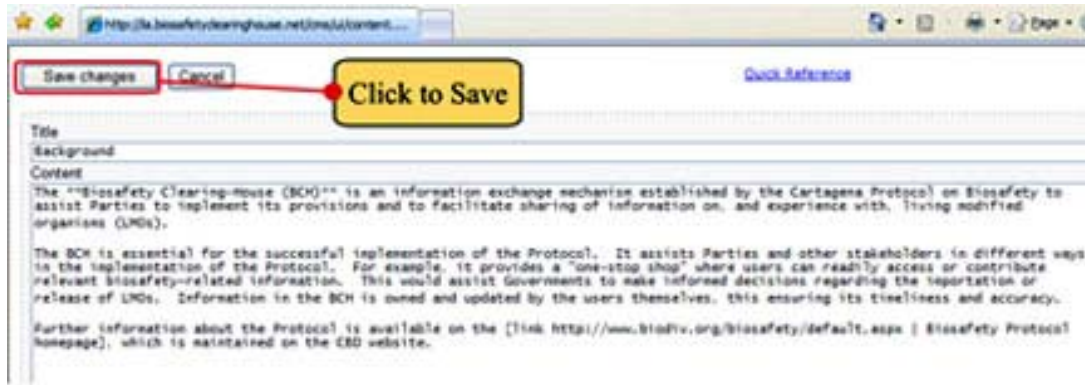 http://la.biosafetyclearinghouse.net/cms/ui/content....
Page
Save changes Cancel Click to Save Quick Reference
Title
Background
Content
The **Biosafety Clearing-House (BCH)** is an information exchange mechanism established by the Cartagena Protocol on Biosafety to
assist Parties to implement its provisions and to facilitate sharing of information on, and experience with, living modified
organisms (LMOs).
The BCH is essential for the successful implementation of the Protocol. It assists Parties and other stakeholders in different ways
in the implementation of the Protocol. For example, it provides a "one-stop shop" where users can readily access or contribute
relevant biosafety-related information. This would assist Governments to make informed decisions regarding the importation or
release of LMOs. Information in the BCH is owned and updated by the users themselves, this ensuring its timeliness and accuracy.
Further information about the Protocol is available on the [link http://www.biodiv.org/biosafety/default.aspx | Biosafety Protocol
homepage], which is maintained on the CBD website.